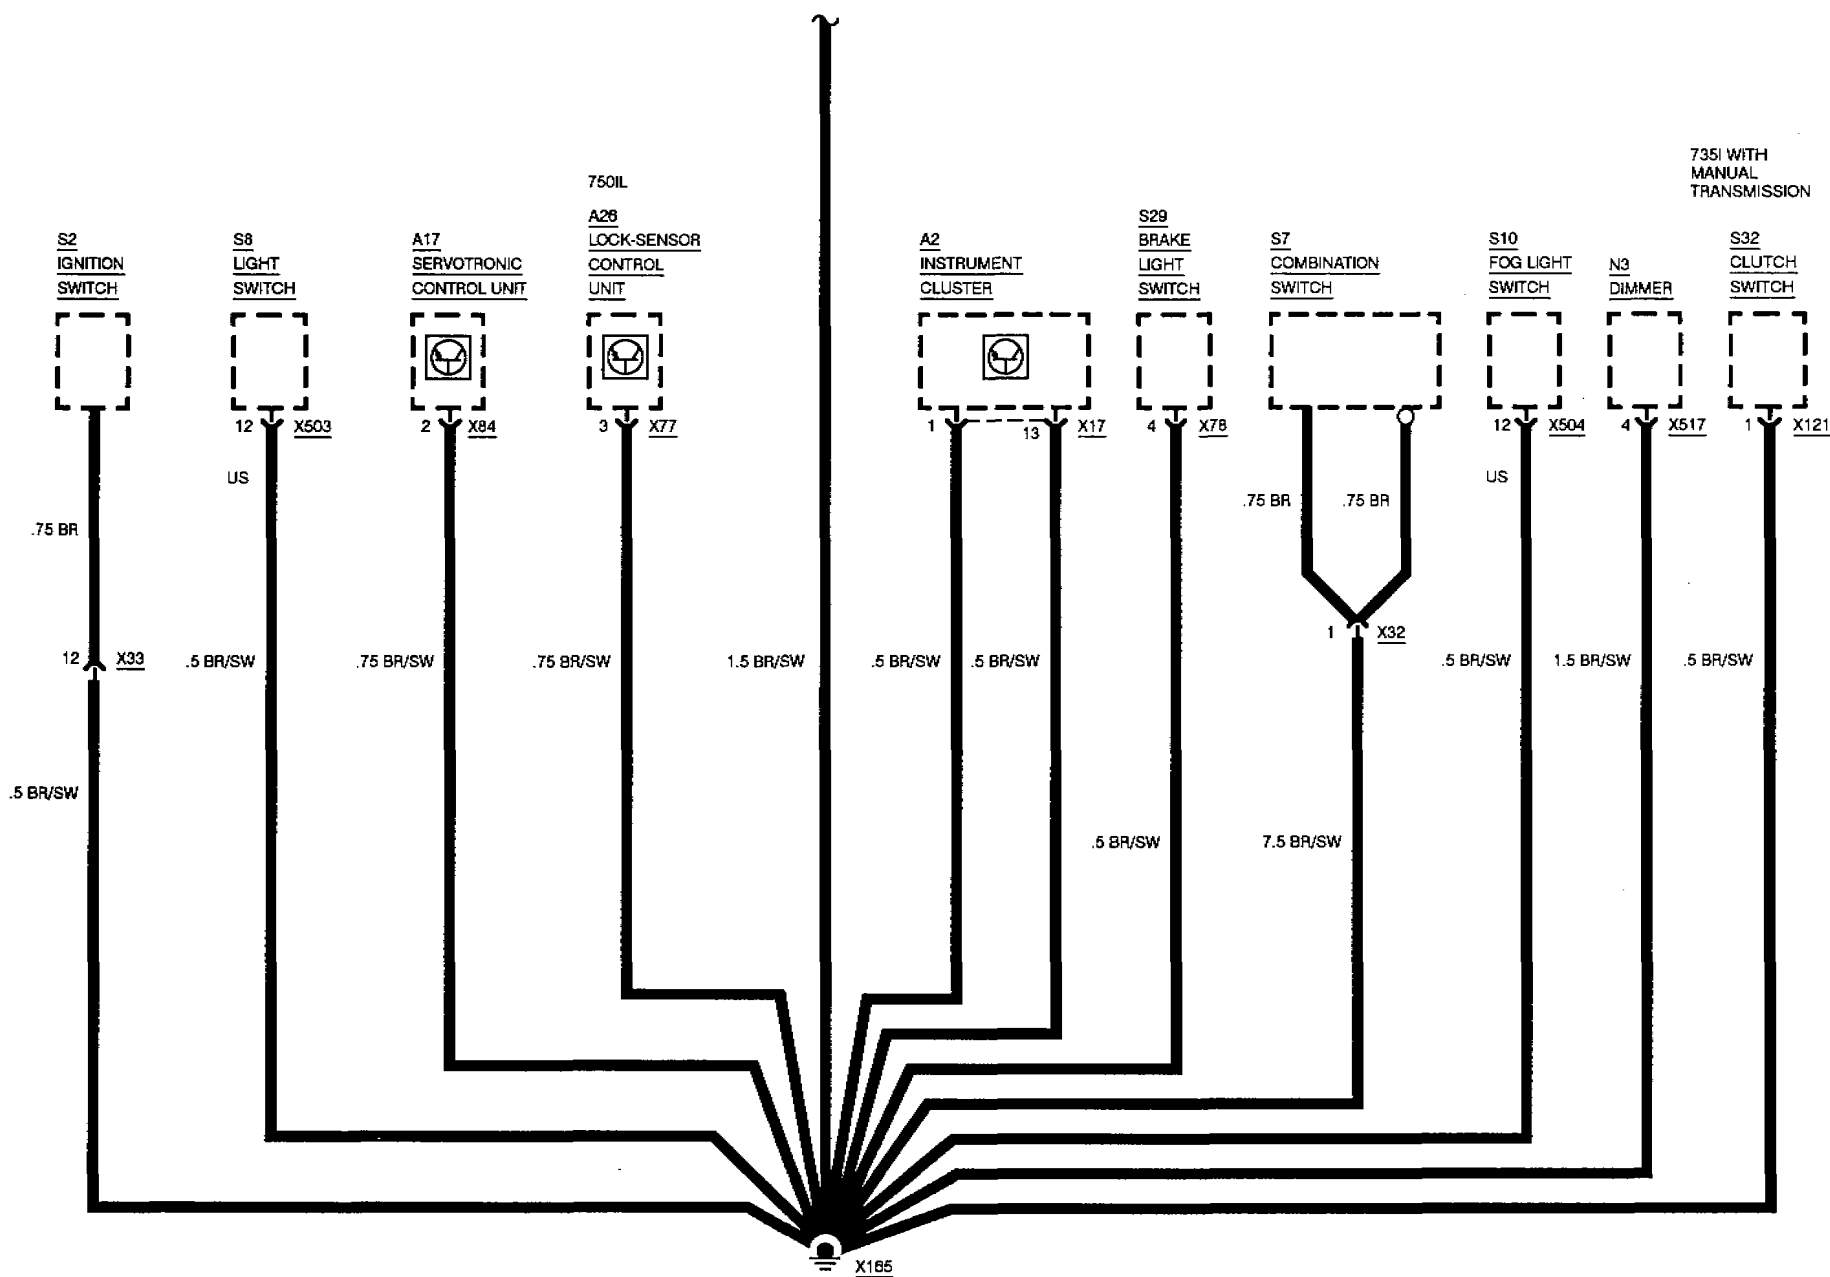 735I WITH
MANUAL
TRANSMISSION
750IL
S2
IGNITION
SWITCH
S8
LIGHT
SWITCH
A17
SERVOTRONIC
CONTROL UNIT
A26
LOCK-SENSOR
CONTROL
UNIT
A2
INSTRUMENT
CLUSTER
S29
BRAKE
LIGHT
SWITCH
S7
COMBINATION
SWITCH
S10
FOG LIGHT
SWITCH
N3
DIMMER
S32
CLUTCH
SWITCH
12 X503
2 X84
3 X77
1
13 X17
4 X78
12 X504
4 X517
1 X121
US
US
.75 BR
.75 BR
.75 BR
1 X32
12 X33
.5 BR/SW
.75 BR/SW
.75 BR/SW
1.5 BR/SW
.5 BR/SW
.5 BR/SW
.5 BR/SW
1.5 BR/SW
.5 BR/SW
.5 BR/SW
.5 BR/SW
7.5 BR/SW
X165